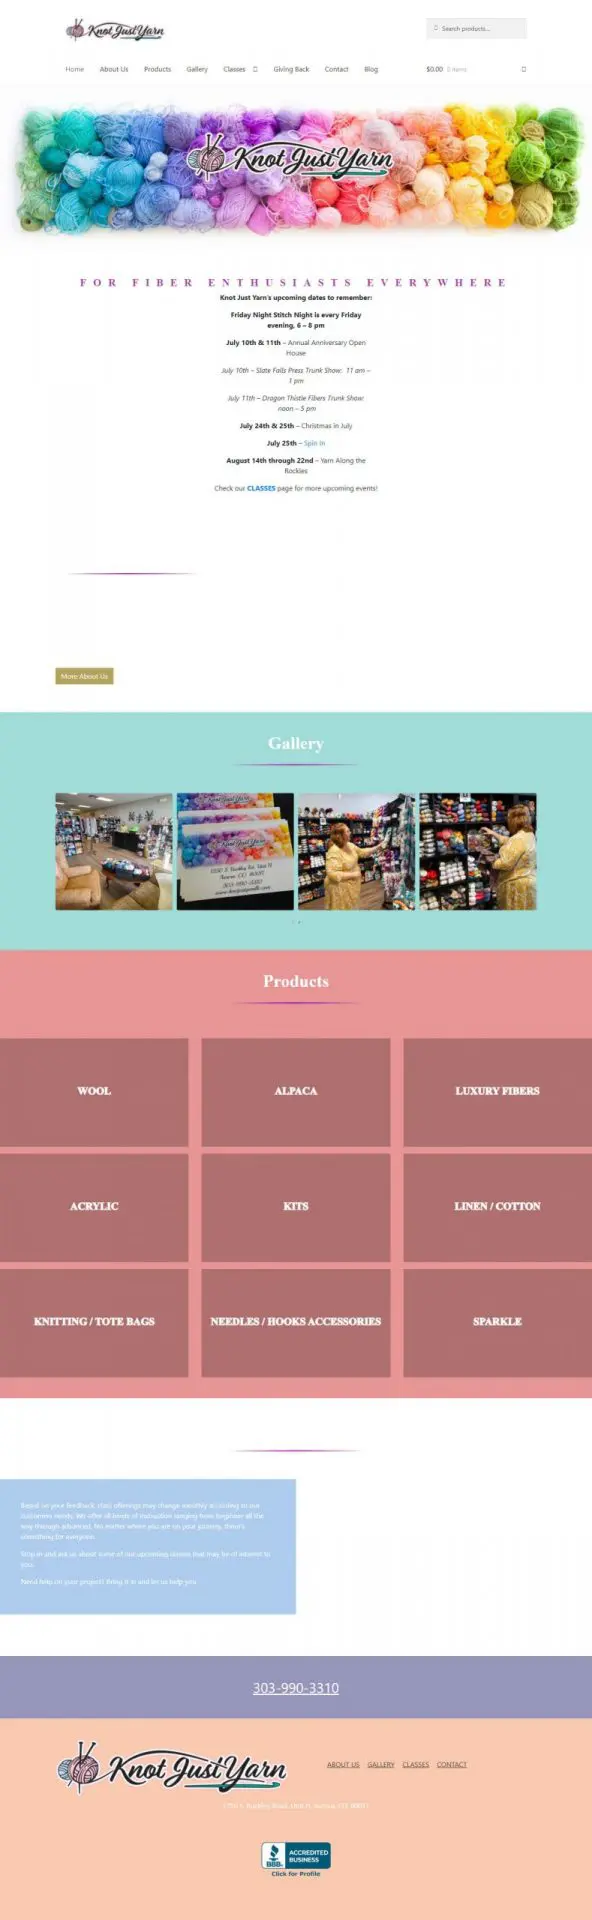 Knot Just Yarn
Search products...
Home About Us Products Gallery Classes Giving Back Contact Blog $0.00 0 items
Knot Just Yarn
FOR FIBER ENTHUSIASTS EVERYWHERE
Knot Just Yarn's upcoming dates to remember:
Friday Night Stitch Night is every Friday
evening, 6 – 8 pm
July 10th & 11th – Annual Anniversary Open
House
July 10th – Slate Falls Press Trunk Show: 11 am –
1 pm
July 11th – Dragon Thistle Fibers Trunk Show:
noon – 5 pm
July 24th & 25th – Christmas in July
July 25th – Spin In
August 14th through 22nd – Yarn Along the
Rockies
Check our CLASSES page for more upcoming events!
More About Us
Gallery
Knot Just Yarn
303-990-3310
Products
WOOL ALPACA LUXURY FIBERS
ACRYLIC KITS LINEN / COTTON
KNITTING / TOTE BAGS NEEDLES / HOOKS ACCESSORIES SPARKLE
Based on your feedback, class offerings may change monthly according to our
customers needs. We offer all kinds of instruction ranging from beginner all the
way through advanced. No matter where you are on your journey, there's
something for everyone.
Stop in and ask us about some of our upcoming classes that may be of interest to
you.
Need help on your project? Bring it in and let us help you
303-990-3310
Knot Just Yarn
ABOUT US GALLERY CLASSES CONTACT
BBB. ACCREDITED
BUSINESS
Click for Profile